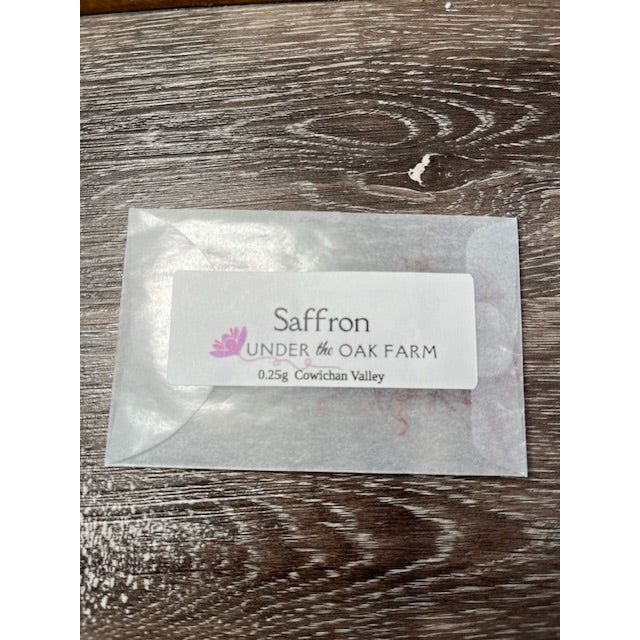 Saffron
UNDER the OAK FARM
0.25g Cowichan Valley